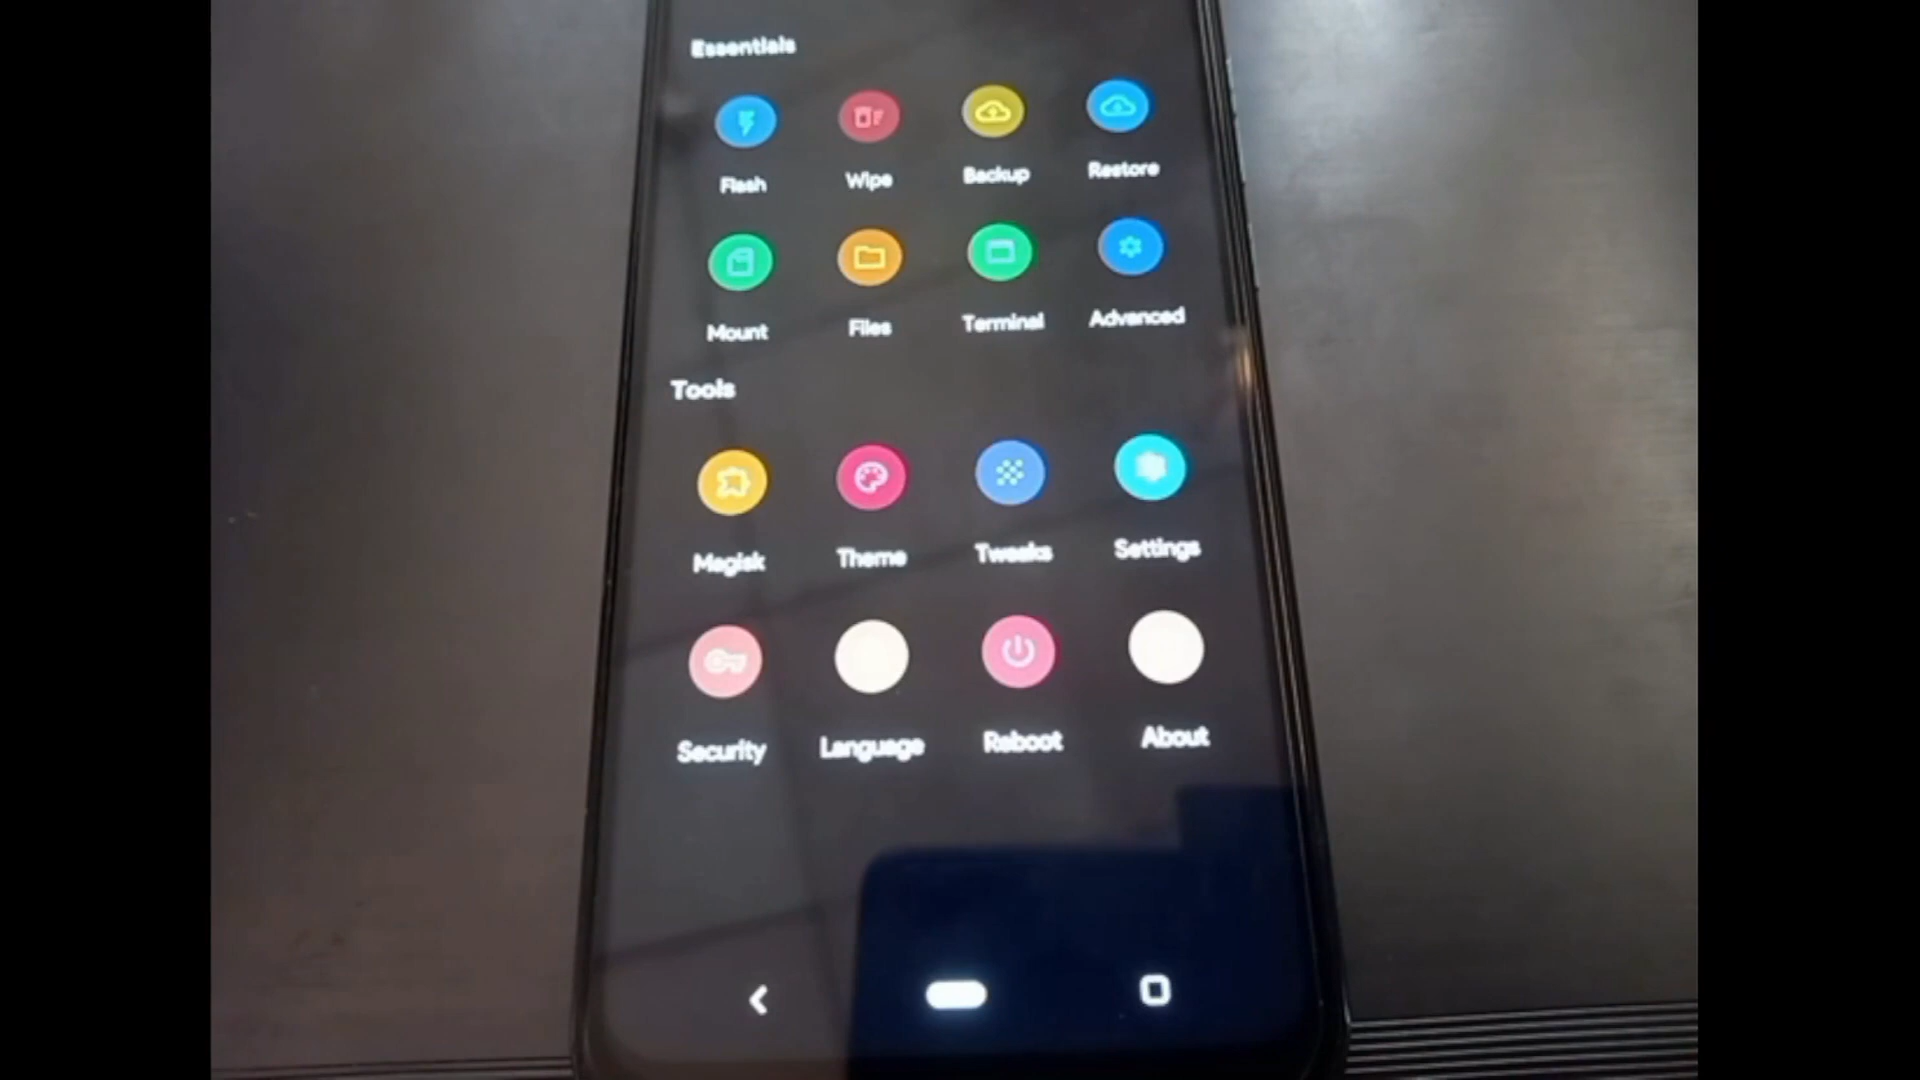 Essentials
Flash Wipe Backup Restore
Mount Files Terminal Advanced
Tools
Magisk Theme Tweaks Settings
Security Language Reboot About